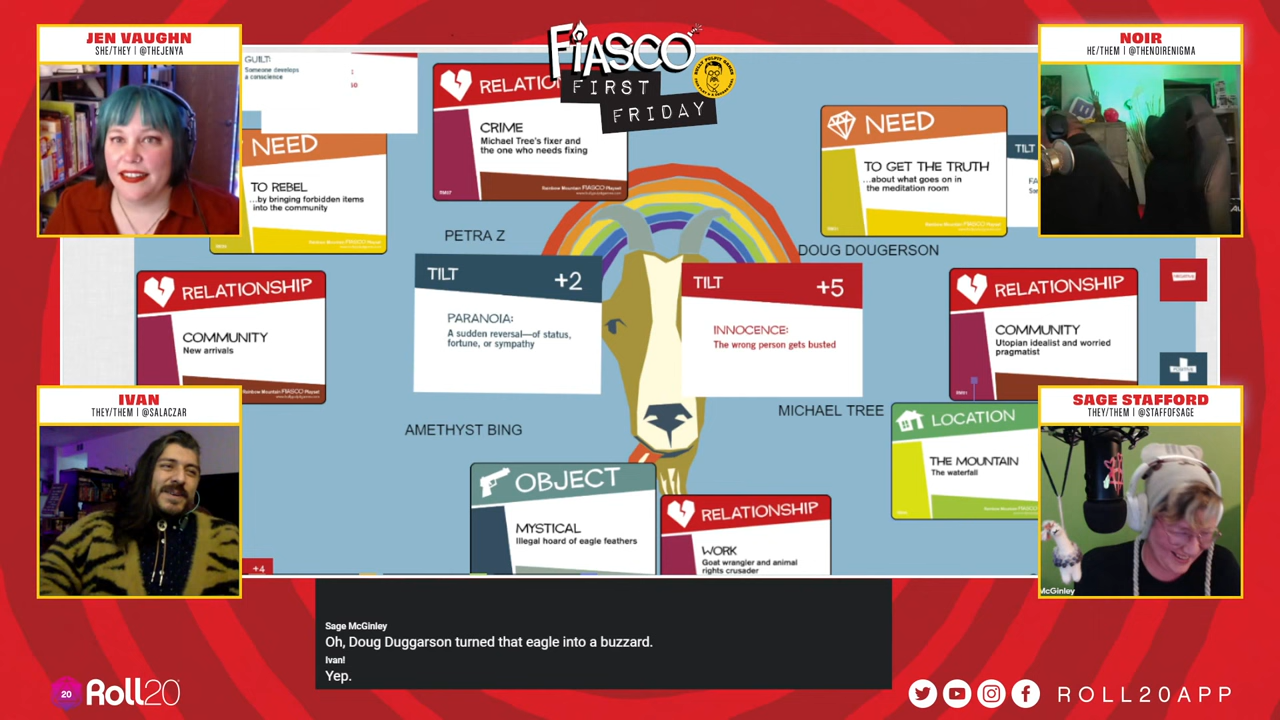 JEN VAUGHN
SHE/THEY | @THEJENYA
FIASCO
FIRST
FRIDAY
NOIR
HE/THEM | @THENOIRENIGMA
GUILT:
Someone develops
a conscience
RELATIO
CRIME
Michael Tree's fixer and
the one who needs fixing
Rainbow Mountain FIASCO Playset
NEED
TO REBEL
...by bringing forbidden items
into the community
NEED
TO GET THE TRUTH
...about what goes on in
the meditation room
Rainbow Mountain FIASCO Playset
TILT
PETRA Z
DOUG DOUGERSON
RELATIONSHIP
COMMUNITY
New arrivals
Rainbow Mountain FIASCO Playset
TILT +2
PARANOIA:
A sudden reversal—of status,
fortune, or sympathy
TILT +5
INNOCENCE:
The wrong person gets busted
RELATIONSHIP
COMMUNITY
Utopian idealist and worried
pragmatist
AMETHYST BING
MICHAEL TREE
LOCATION
THE MOUNTAIN
The waterfall
OBJECT
MYSTICAL
Illegal hoard of eagle feathers
RELATIONSHIP
WORK
Goat wrangler and animal
rights crusader
+4
IVAN
THEY/THEM | @SALACZAR
SAGE STAFFORD
THEY/THEM | @STAFFOFSAGE
McGinley
Sage McGinley
Oh, Doug Duggarson turned that eagle into a buzzard.
Ivan!
Yep.
20
Roll20
ROLL20APP